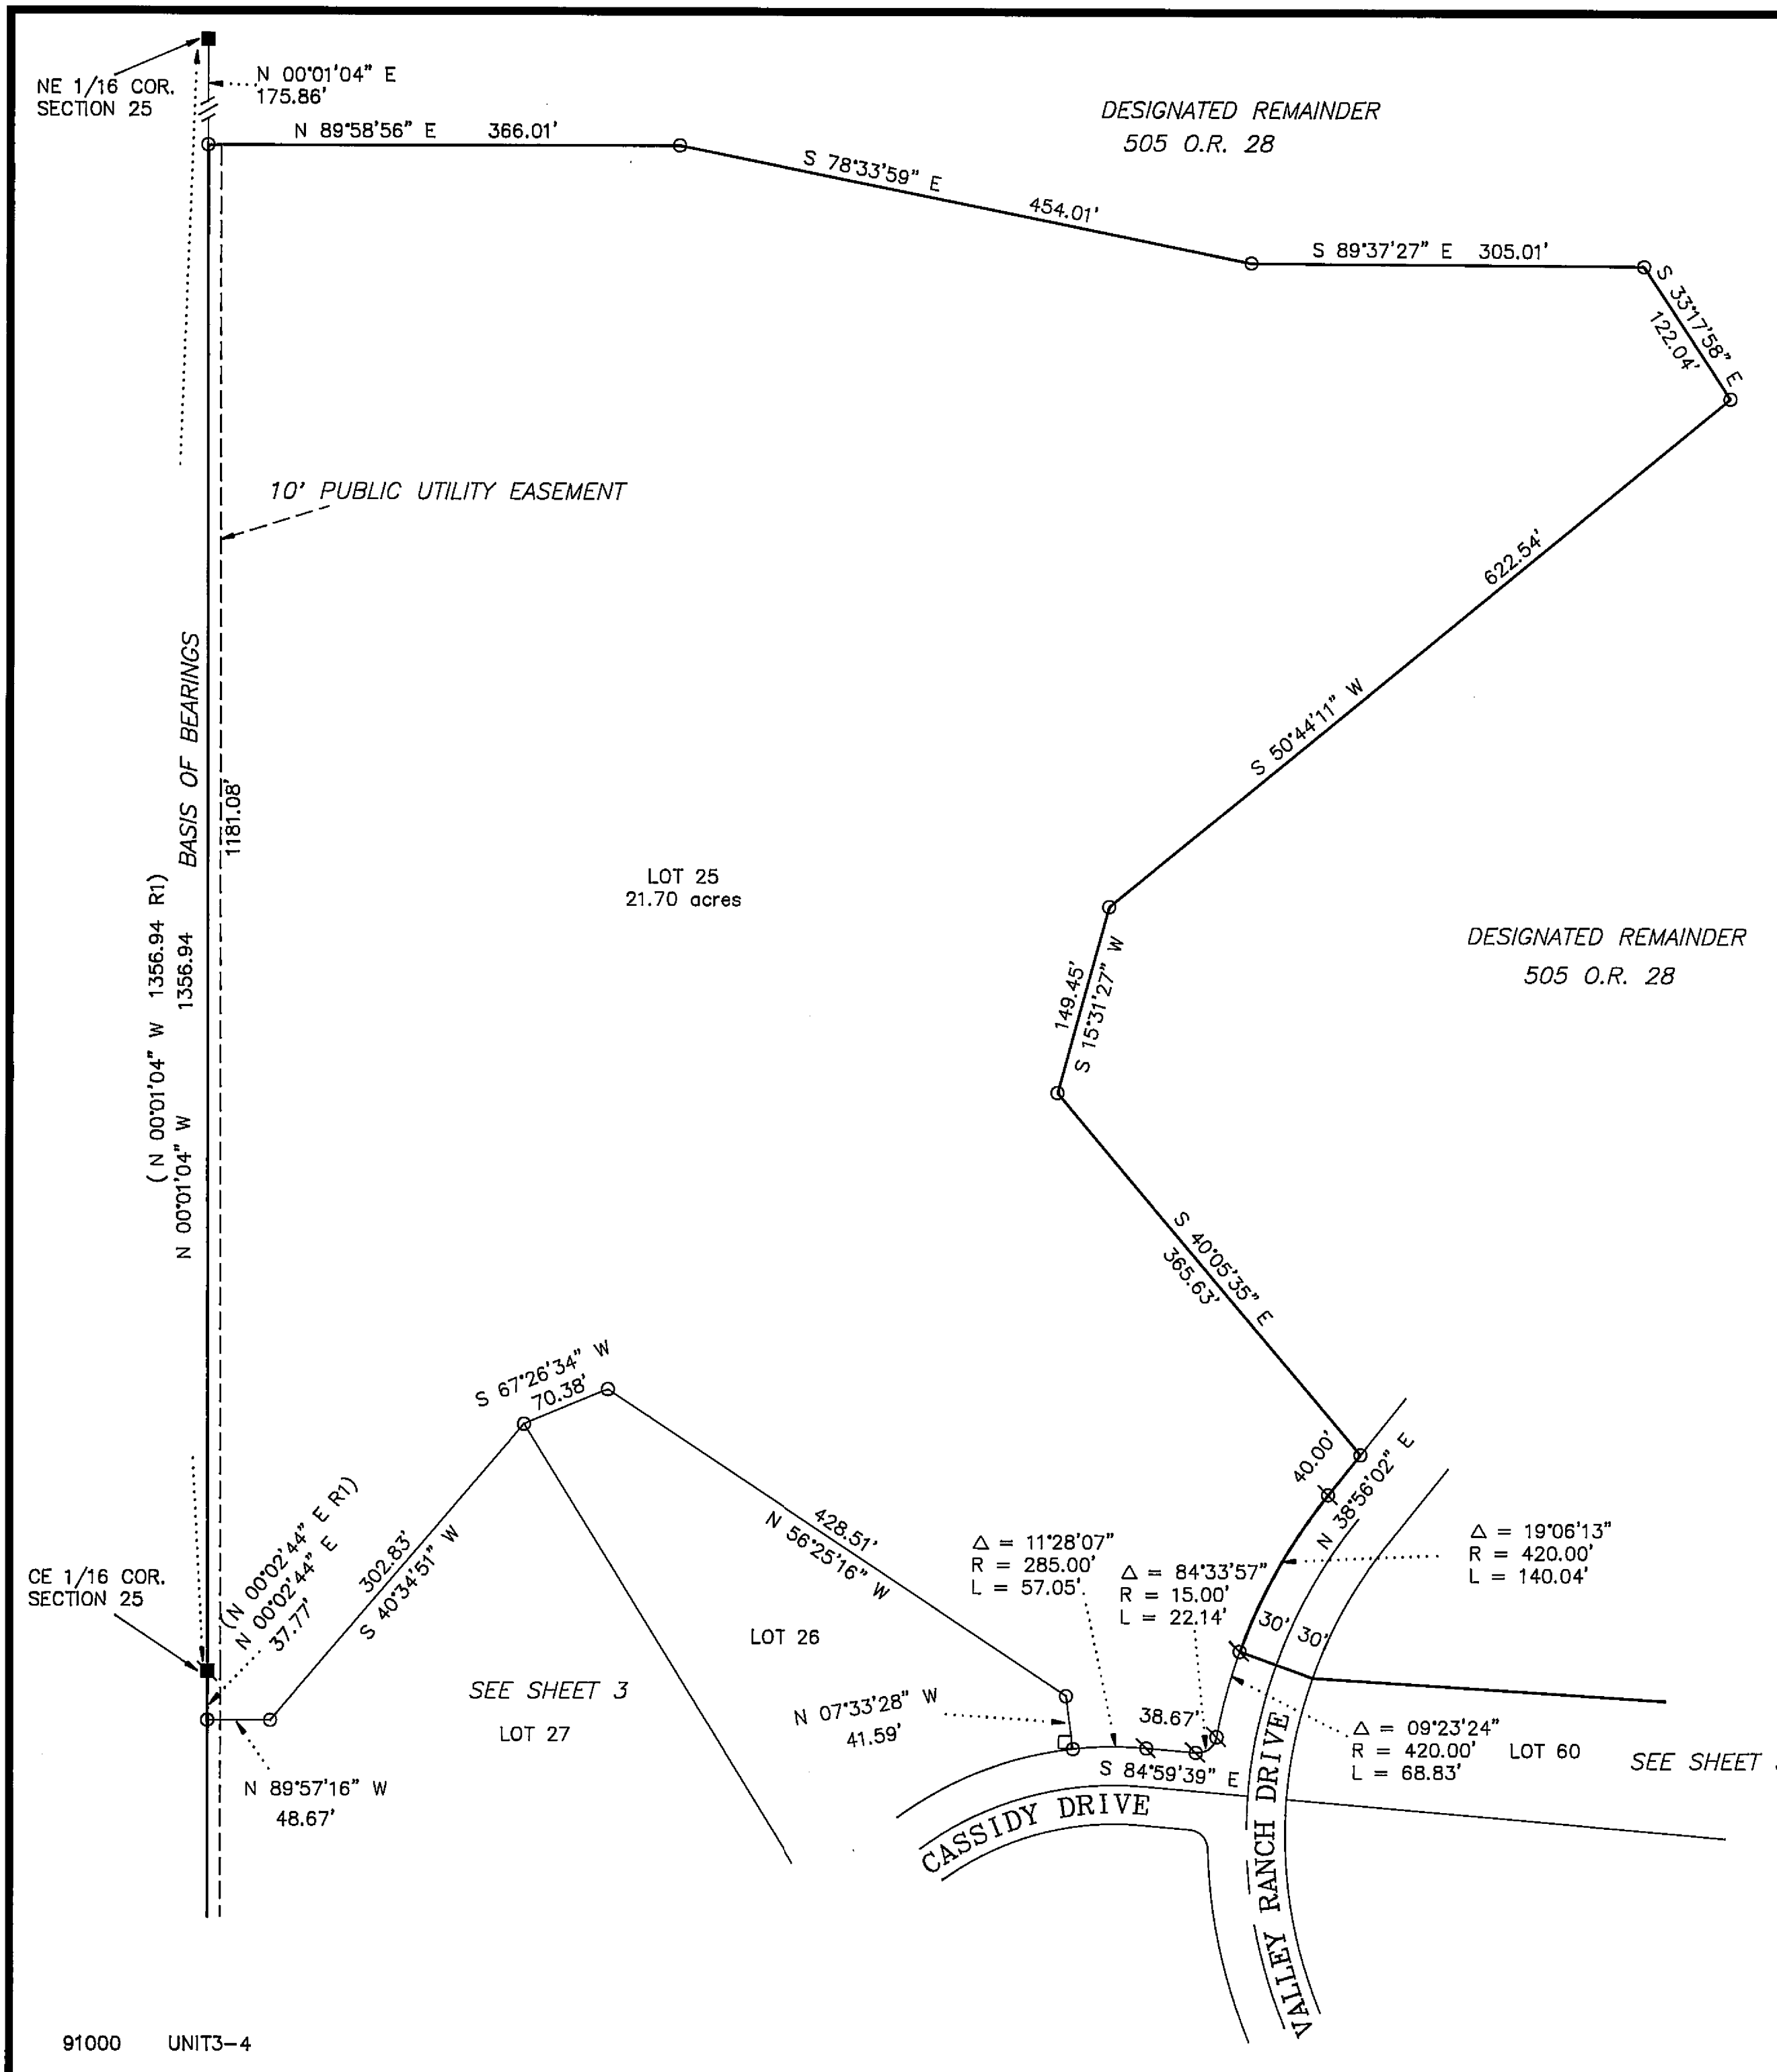 NE 1/16 COR.
SECTION 25
N 00°01'04" E
175.86'
DESIGNATED REMAINDER
505 O.R. 28
N 89°58'56" E 366.01'
S 78°33'59" E
454.01'
S 89°37'27" E 305.01'
S 33°17'58" E
122.04'
10' PUBLIC UTILITY EASEMENT
622.54'
S 50°44'11" W
BASIS OF BEARINGS
1181.08'
(N 00°01'04" W 1356.94 R1)
N 00°01'04" W 1356.94
LOT 25
21.70 acres
DESIGNATED REMAINDER
505 O.R. 28
149.45'
S 15°31'27" W
S 40°05'35" E
365.63'
S 67°26'34" W
70.38'
40.00'
N 38°56'02" E
428.51'
N 56°25'16" W
Δ = 11°28'07"
R = 285.00'
L = 57.05'
Δ = 84°33'57"
R = 15.00'
L = 22.14'
Δ = 19°06'13"
R = 420.00'
L = 140.04'
CE 1/16 COR.
SECTION 25
(N 00°02'44" E R1)
N 00°02'44" E
37.77'
302.83'
S 40°34'51" W
30' 30'
LOT 26
SEE SHEET 3
LOT 27
N 07°33'28" W
41.59'
38.67'
S 84°59'39" E
Δ = 09°23'24"
R = 420.00'
L = 68.83'
LOT 60
SEE SHEET
N 89°57'16" W
48.67'
CASSIDY DRIVE
VALLEY RANCH DRIVE
91000 UNIT3-4